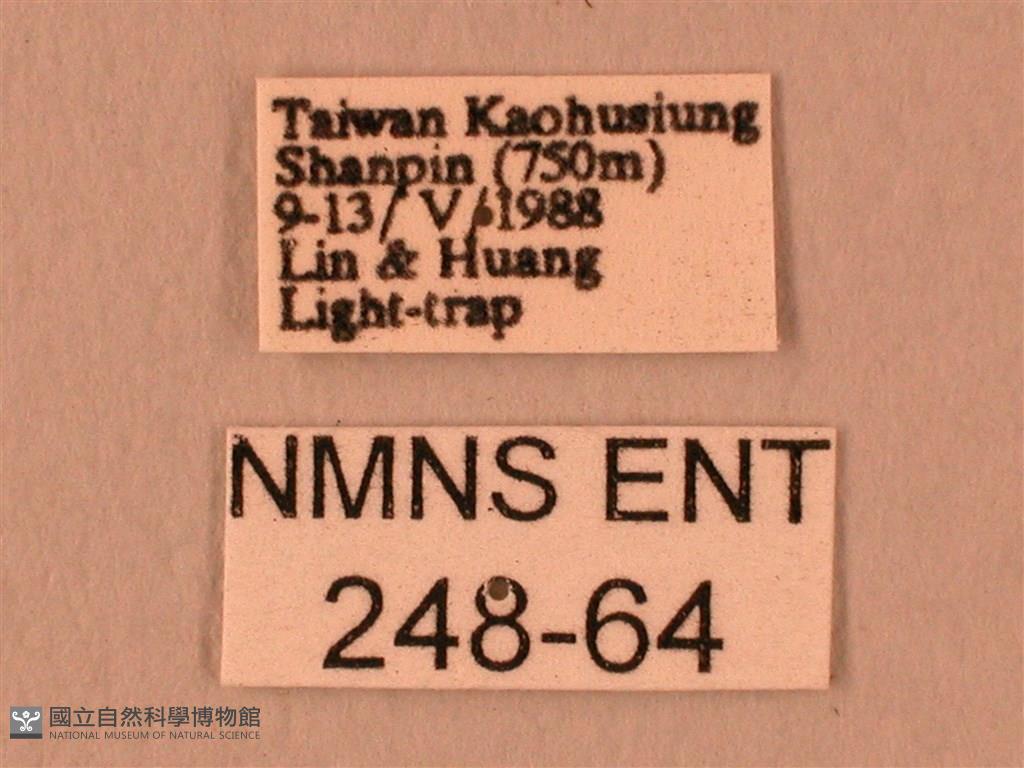 Taiwan Kaohusiung
Shanpin (750m)
9-13/ V/ 1988
Lin & Huang
Light-trap
NMNS ENT
248-64
國立自然科學博物館
NATIONAL MUSEUM OF NATURAL SCIENCE